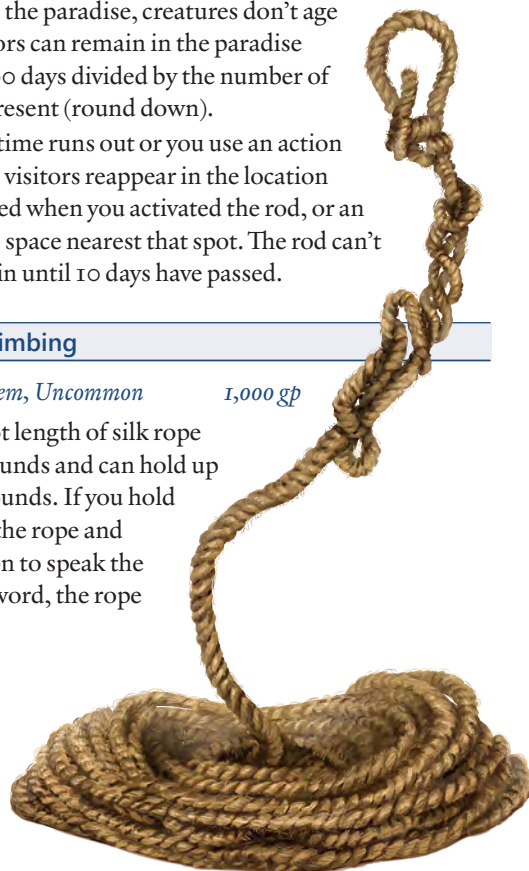 the paradise, creatures don't age
ors can remain in the paradise
00 days divided by the number of
resent (round down).
time runs out or you use an action
visitors reappear in the location
ed when you activated the rod, or an
space nearest that spot. The rod can't
in until 10 days have passed.
imbing
em, Uncommon 1,000 gp
t length of silk rope
unds and can hold up
ounds. If you hold
the rope and
n to speak the
word, the rope